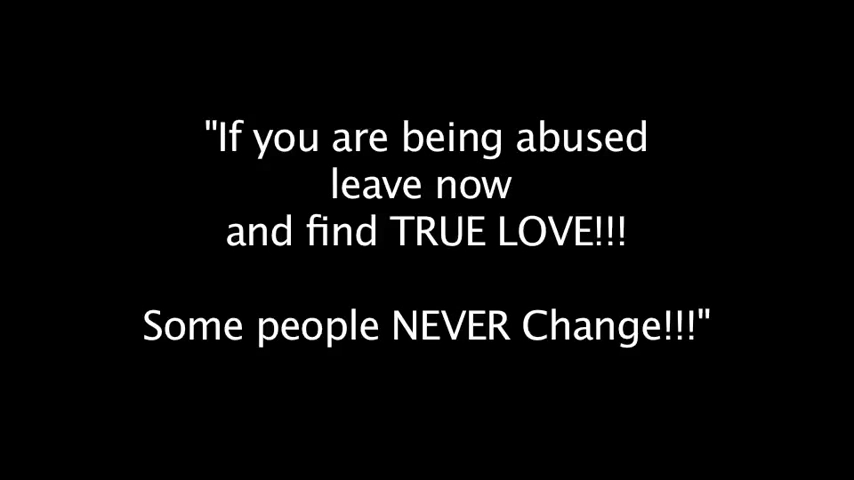 "If you are being abused
leave now
and find TRUE LOVE!!!
Some people NEVER Change!!!"